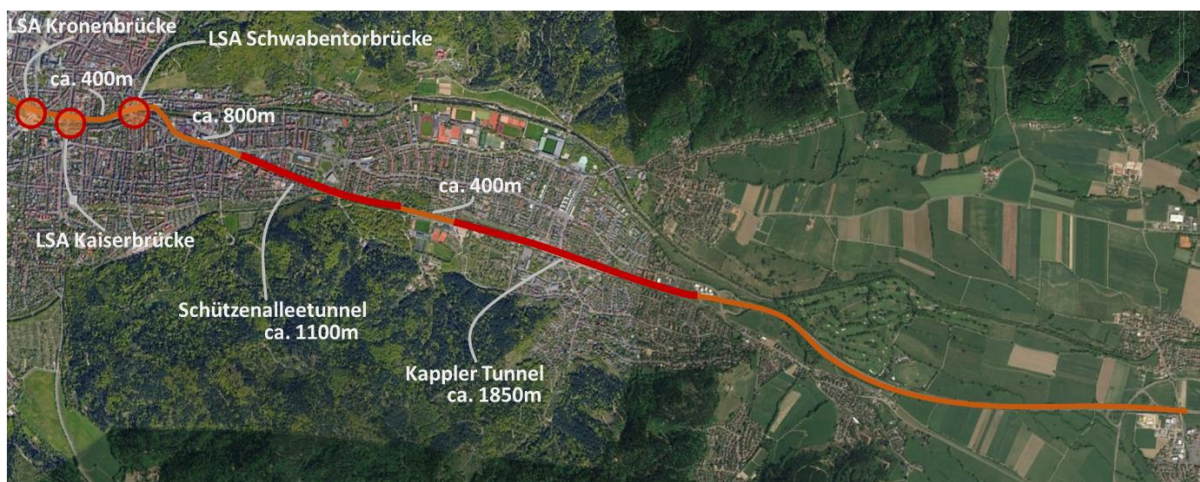 LSA Kronenbrücke
LSA Schwabentorbrücke
ca. 400m
ca. 800m
ca. 400m
LSA Kaiserbrücke
Schützenalleetunnel
ca. 1100m
Kappler Tunnel
ca. 1850m